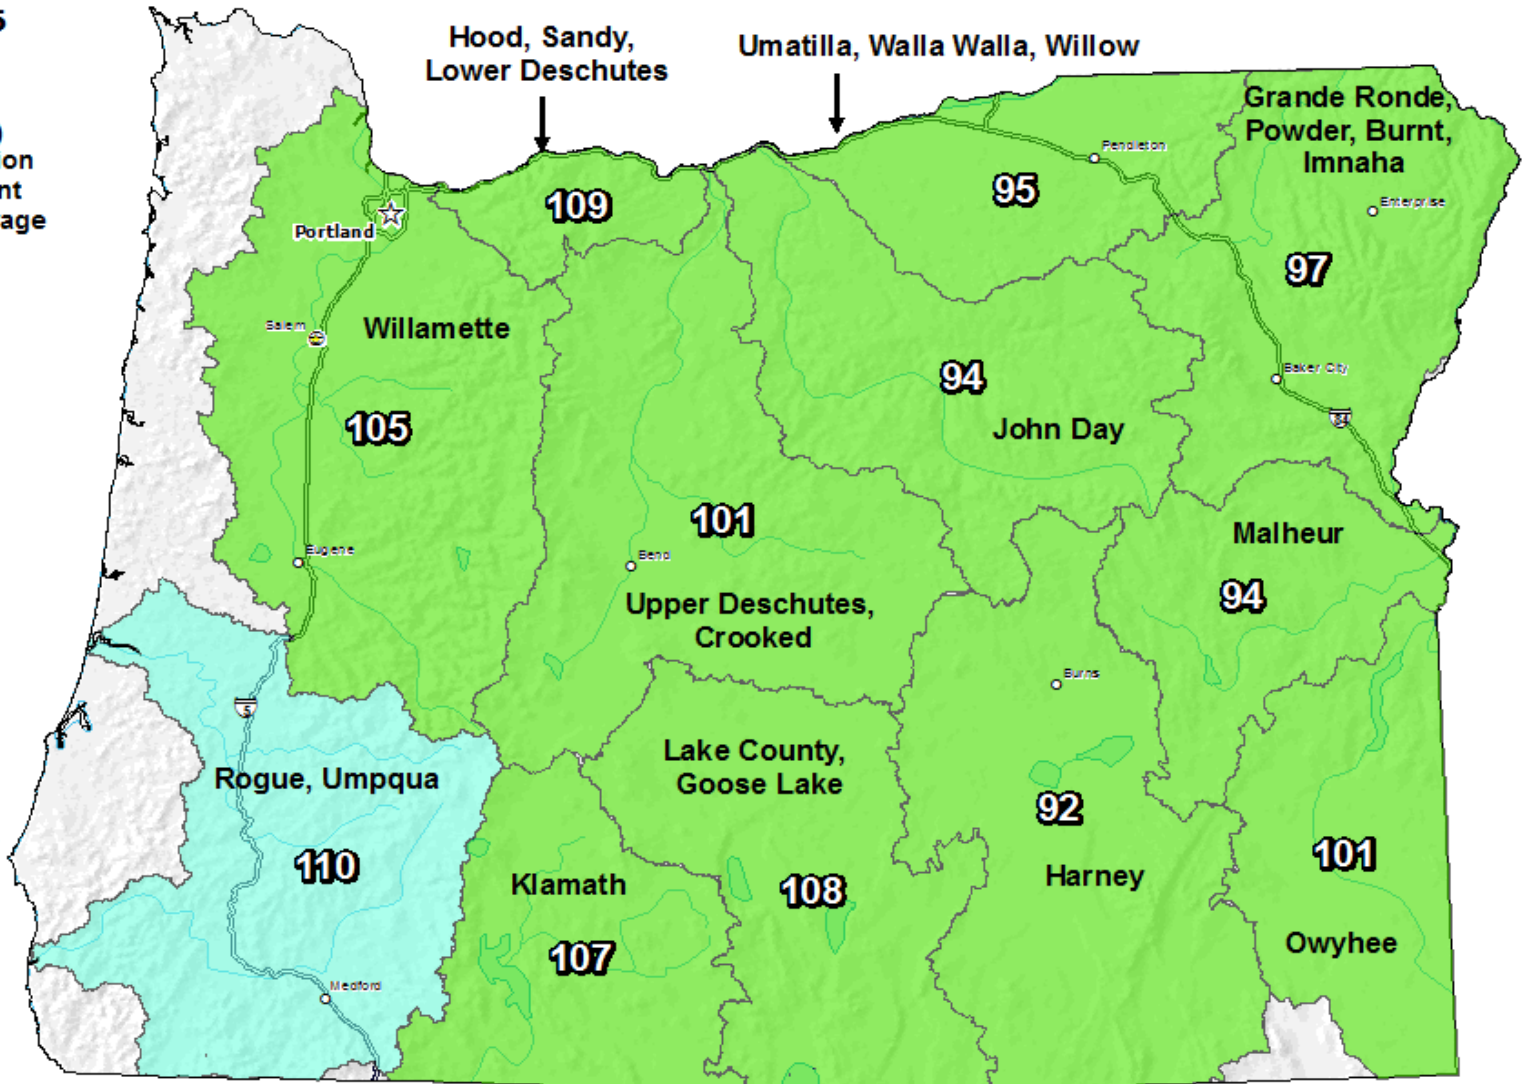 Hood, Sandy,
Lower Deschutes
Umatilla, Walla Walla, Willow
Grande Ronde,
Powder, Burnt,
Imnaha
Pendleton
Enterprise
109
95
97
Portland
Salem
Willamette
105
94
John Day
Baker City
84
101
Bend
Upper Deschutes,
Crooked
Eugene
Malheur
94
Burns
5
Rogue, Umpqua
110
Lake County,
Goose Lake
92
Harney
101
Owyhee
Klamath
107
108
Medford